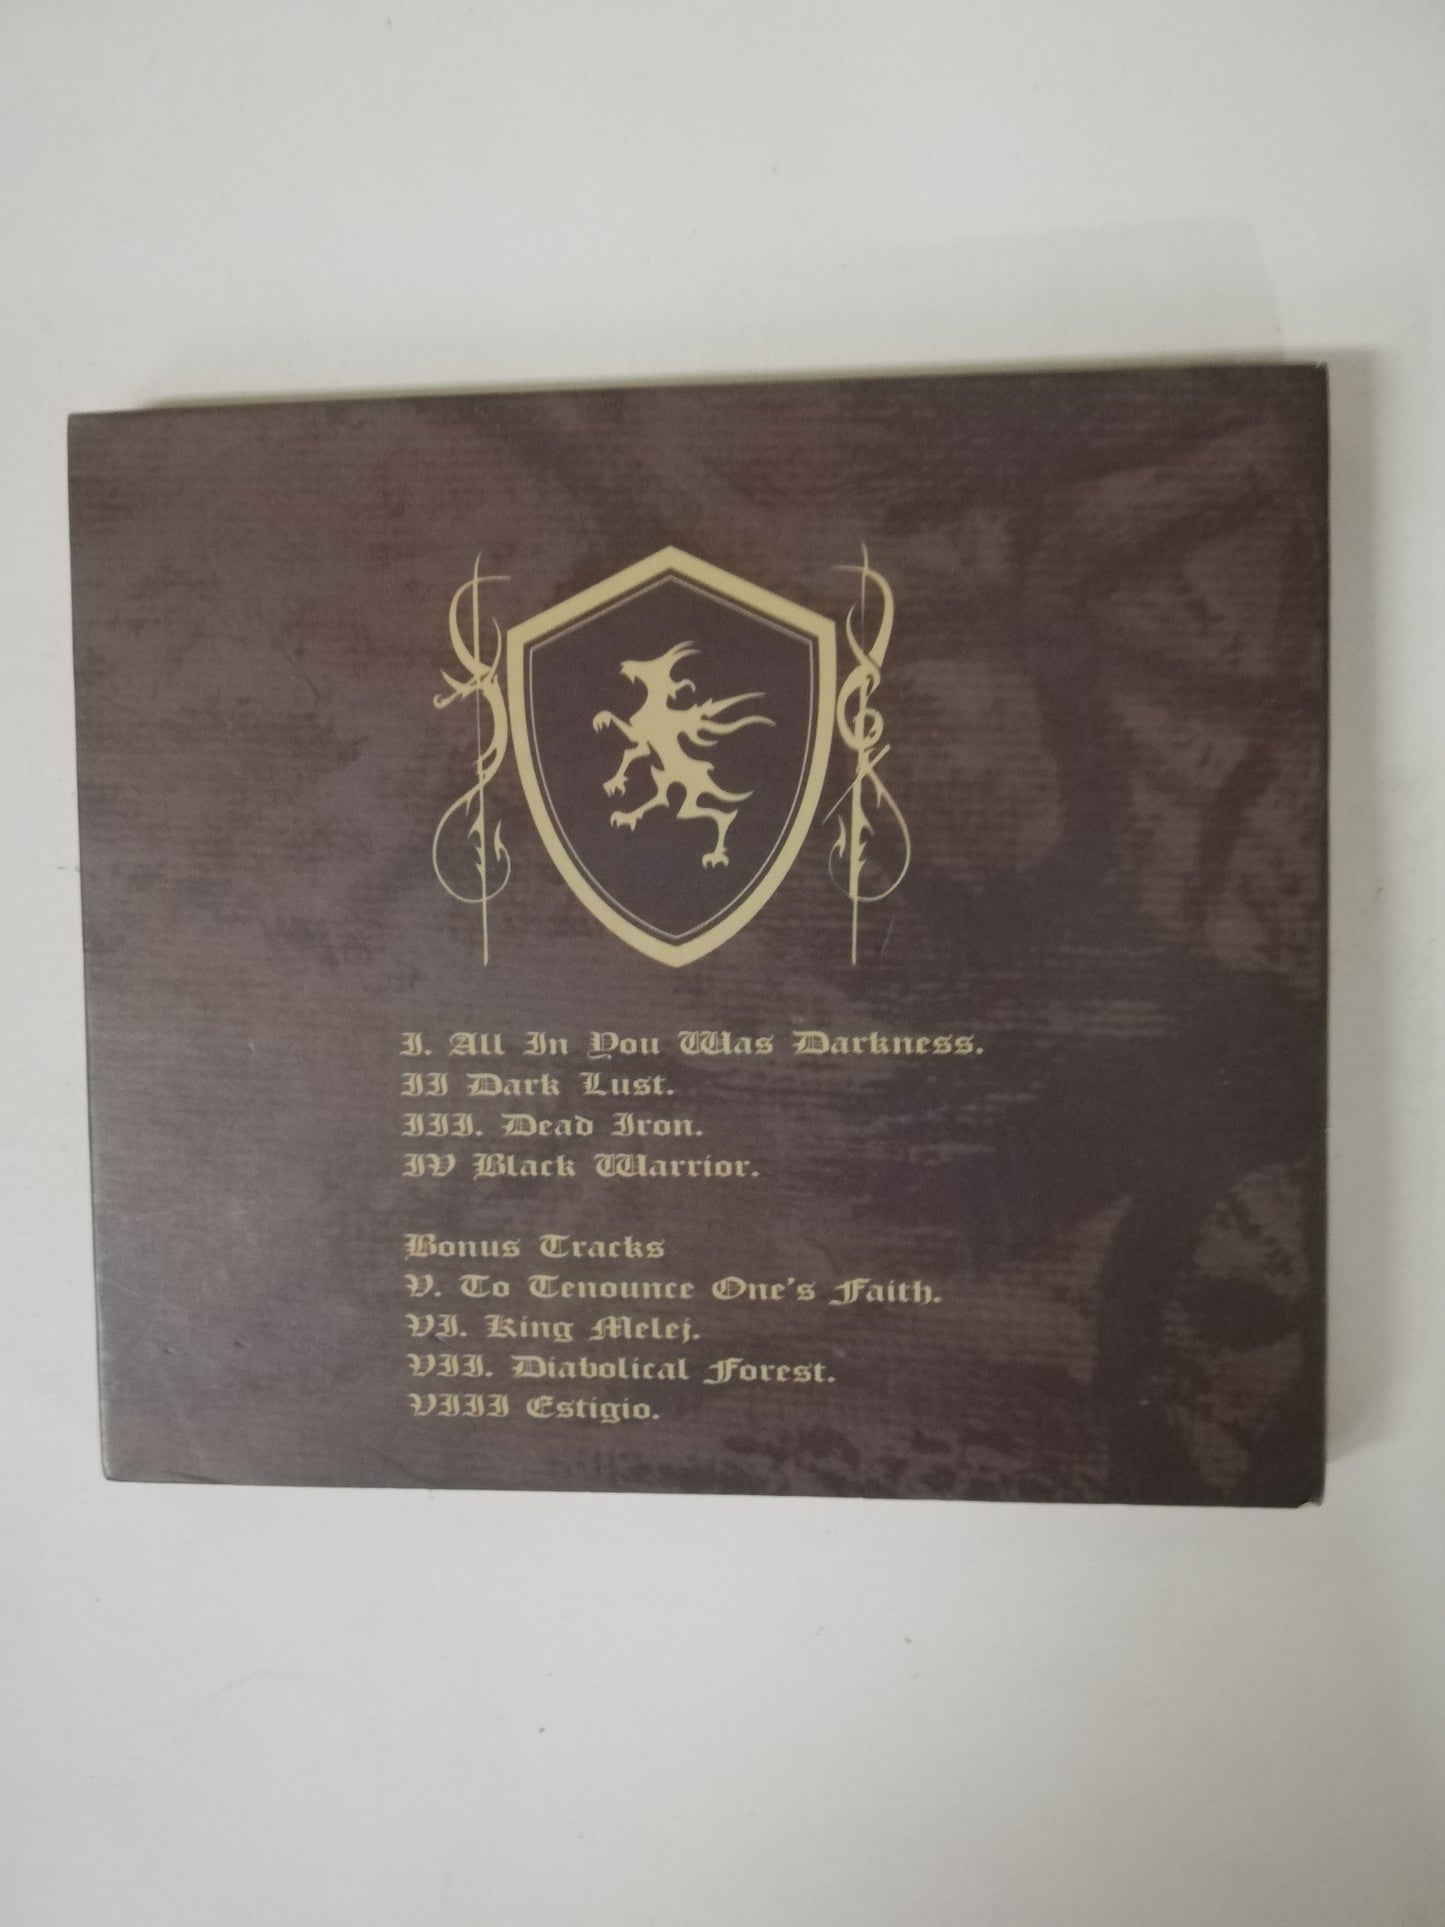 I. All In You Was Darkness.
II Dark Lust.
III. Dead Iron.
IV Black Warrior.
Bonus Tracks
V. To Tenounce One's Faith.
VI. King Melej.
VII. Diabolical Forest.
VIIII Estigio.